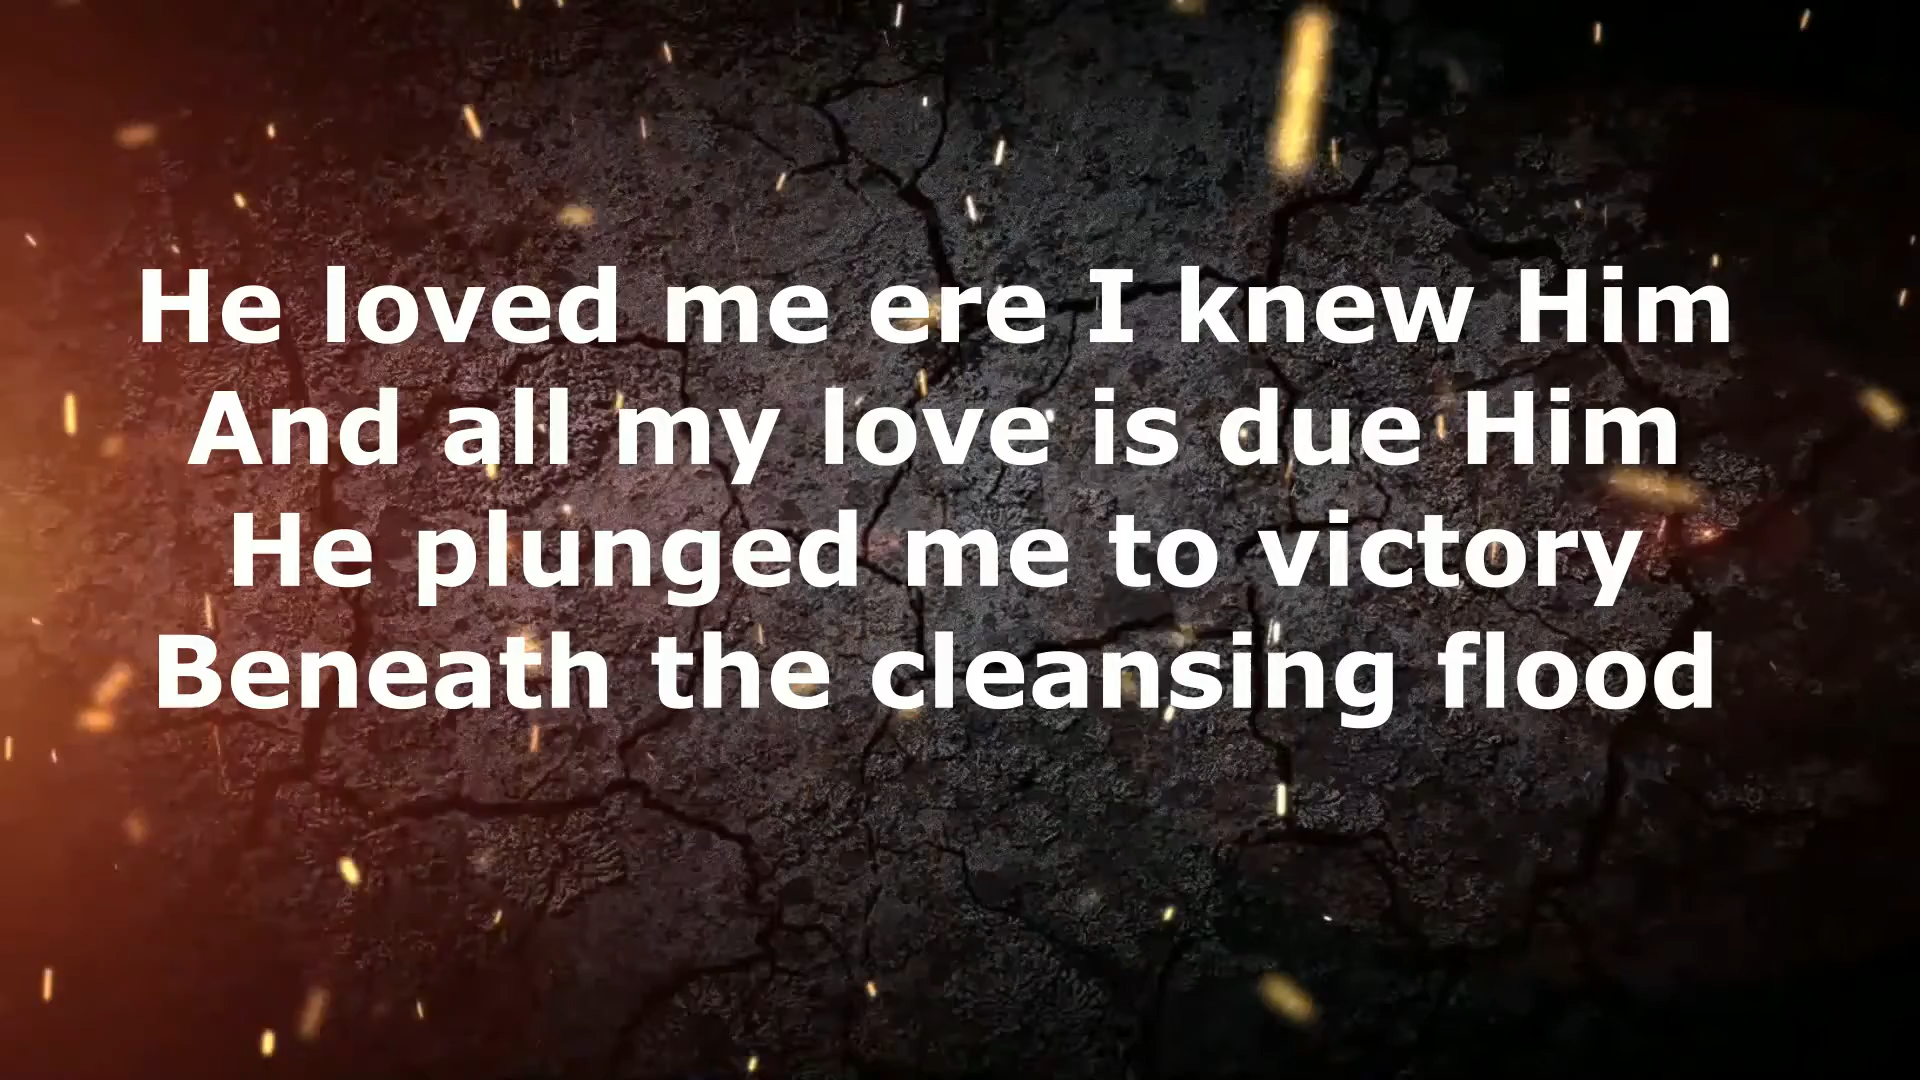 He loved me ere I knew Him
And all my love is due Him
He plunged me to victory
Beneath the cleansing flood